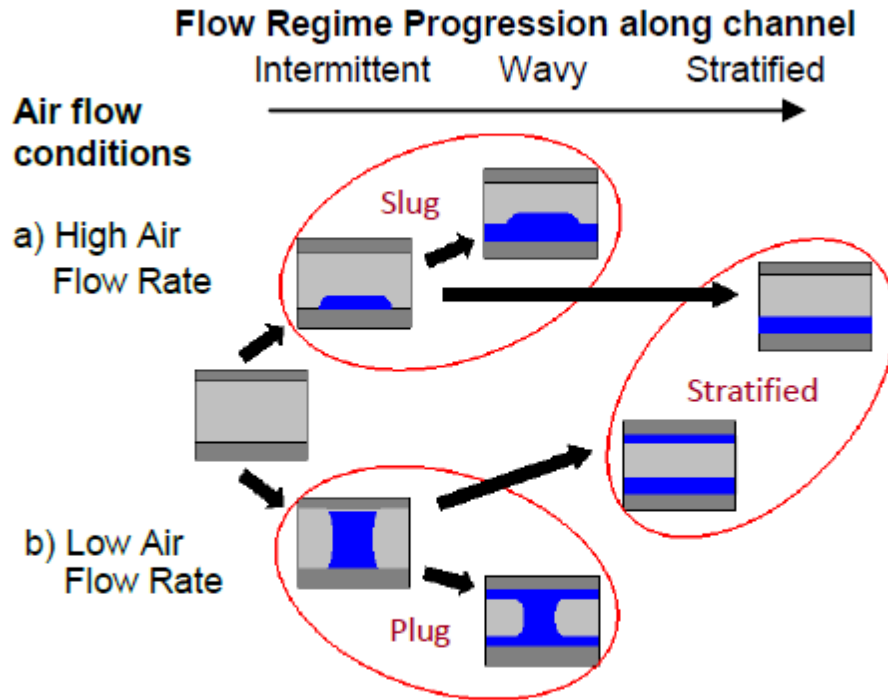 Flow Regime Progression along channel
Intermittent Wavy Stratified
Air flow
conditions
Slug
a) High Air
Flow Rate
Stratified
b) Low Air
Flow Rate
Plug